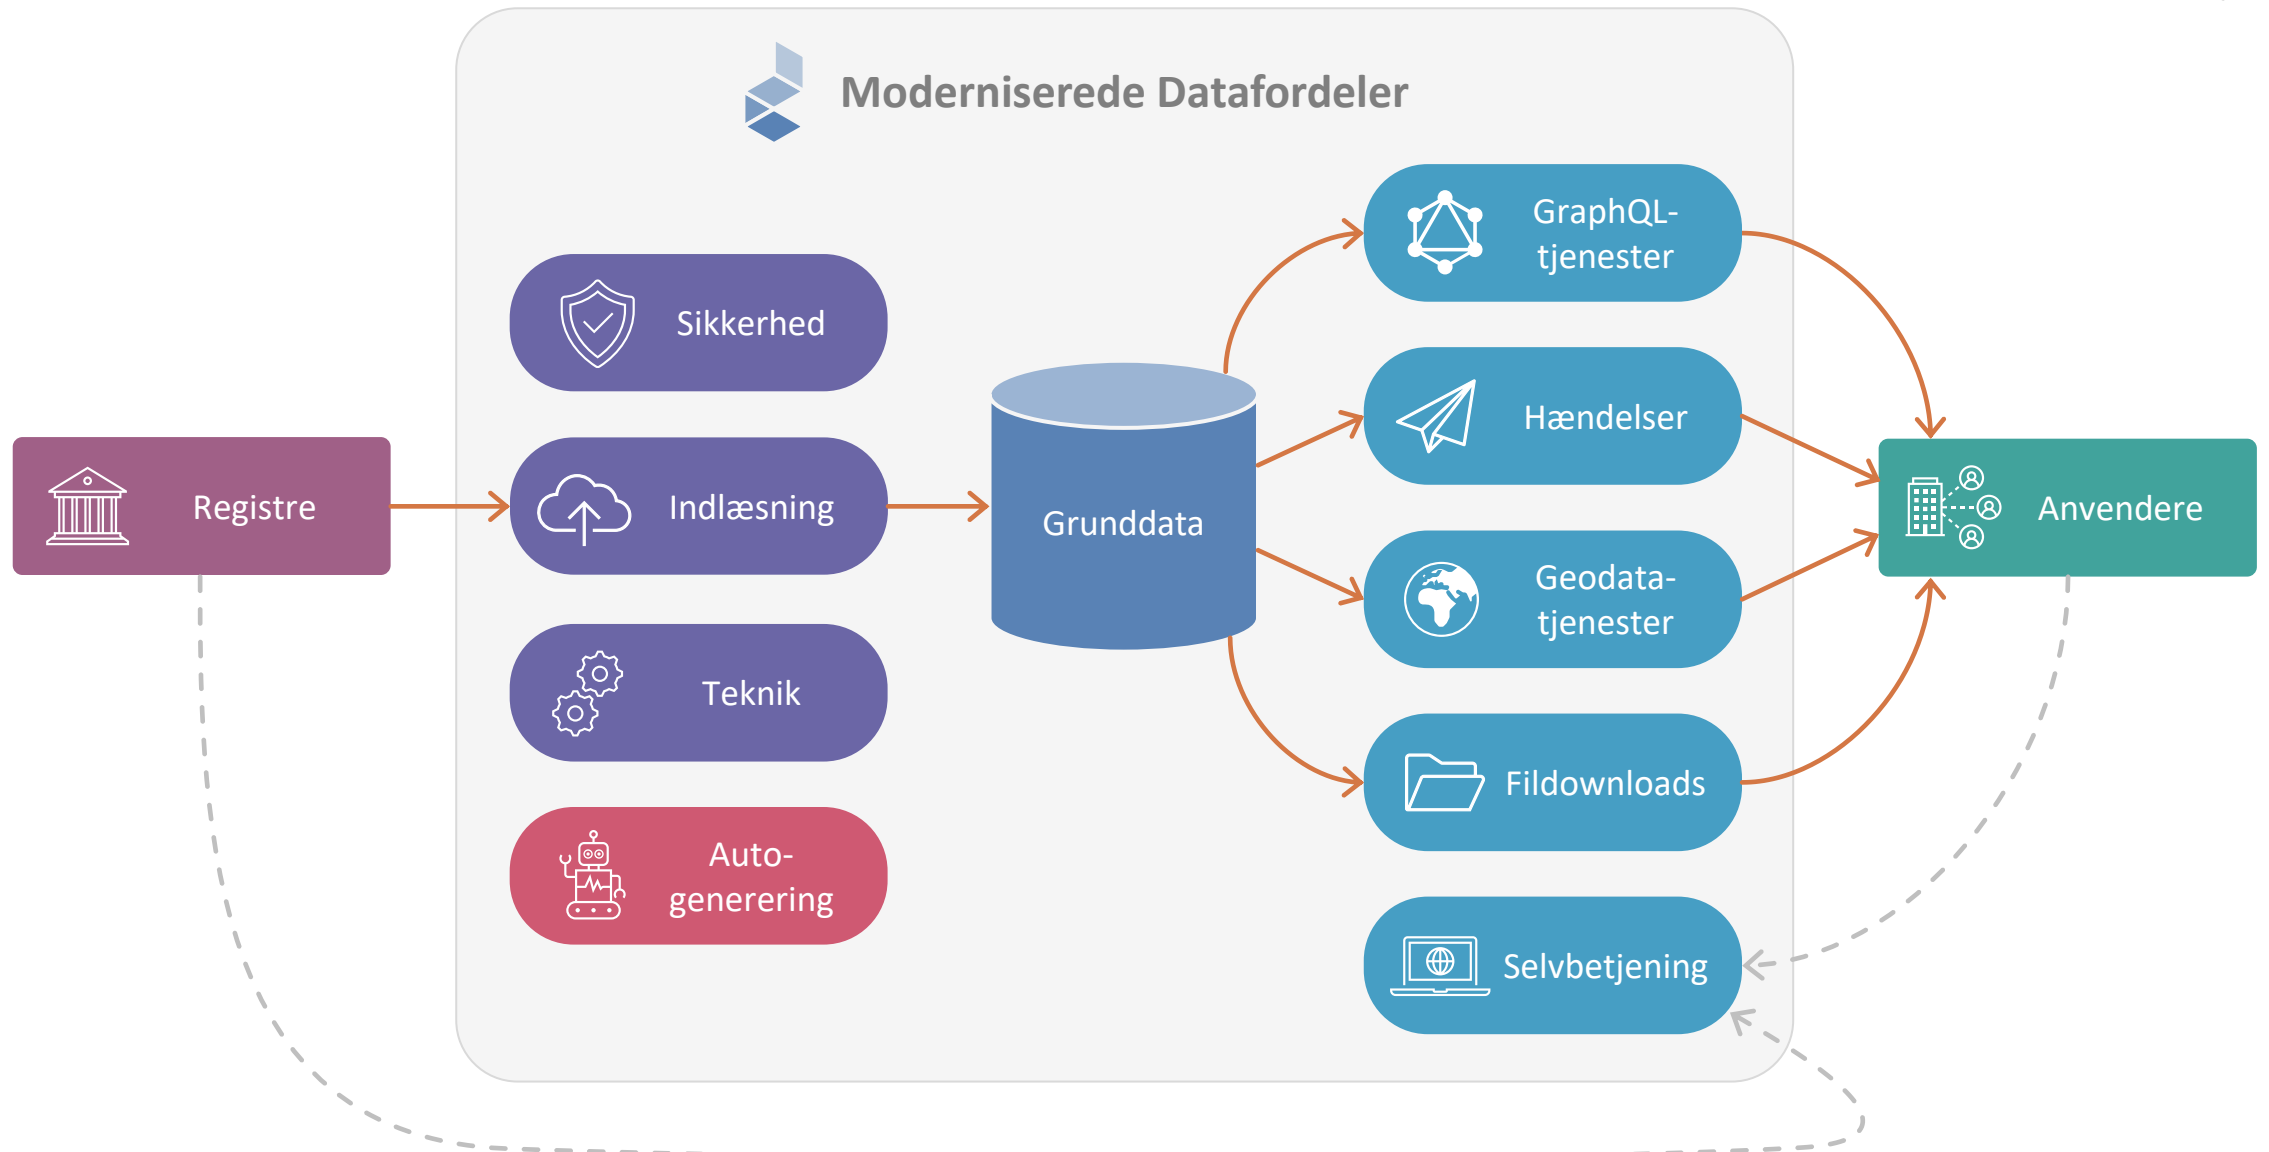 Moderniserede Datafordeler
Registre
Sikkerhed
Indlæsning
Teknik
Auto-
generering
Grunddata
GraphQL-
tjenester
Hændelser
Geodata-
tjenester
Fildownloads
Selvbetjening
Anvendere